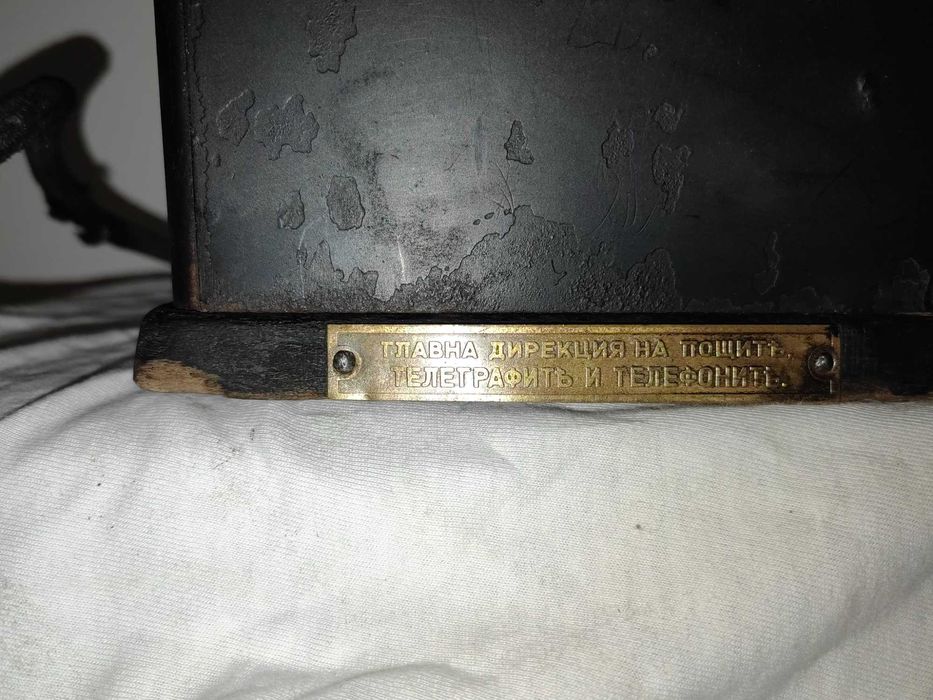 ГЛАВНА ДИРЕКЦИЯ НА ПОЩИТѢ,
ТЕЛЕГРАФИТѢ И ТЕЛЕФОНИТѢ.